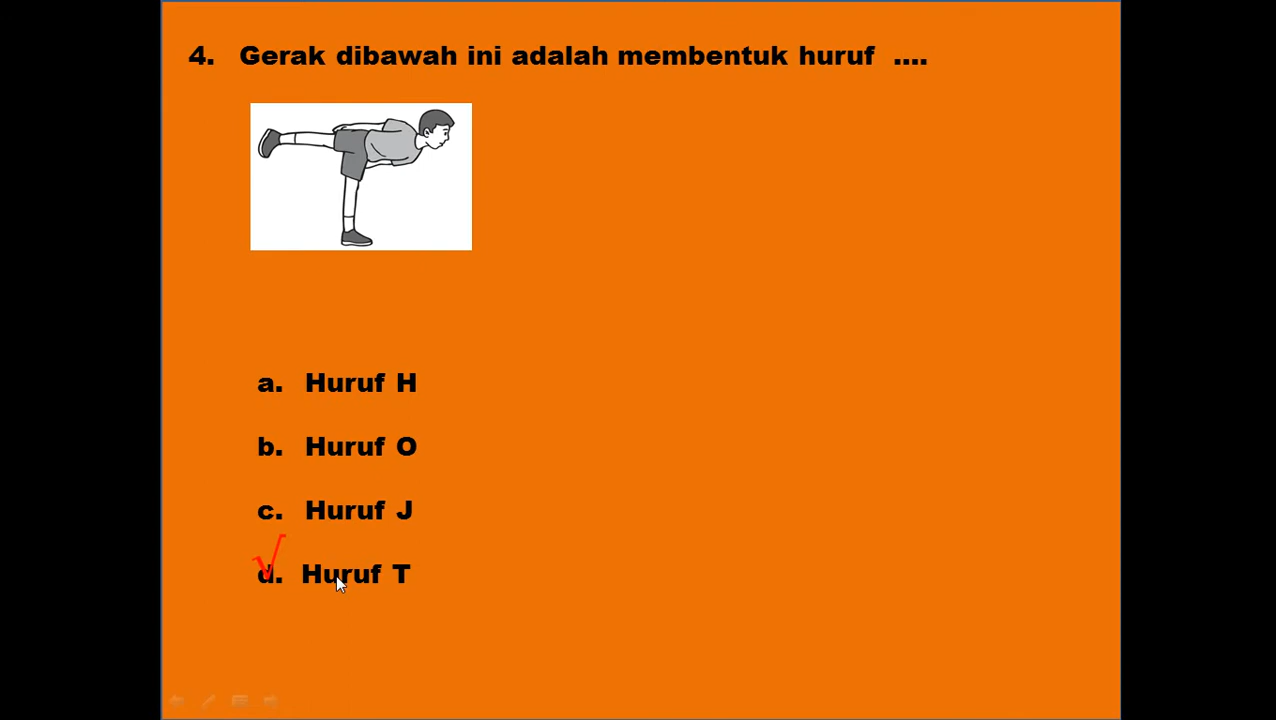 4. Gerak dibawah ini adalah membentuk huruf ....
a. Huruf H
b. Huruf O
c. Huruf J
d. Huruf T